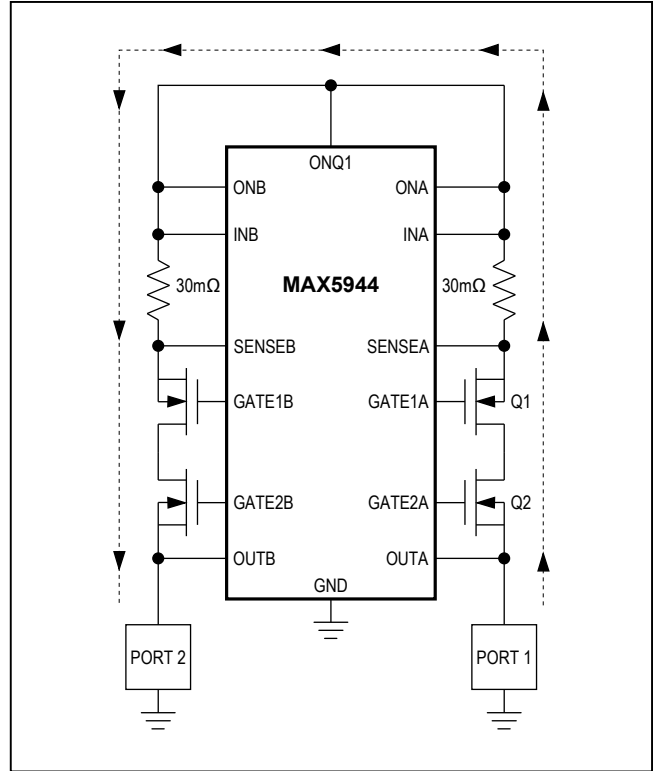 ONQ1
ONB ONA
INB INA
30mΩ MAX5944 30mΩ
SENSEB SENSEA
GATE1B GATE1A Q1
GATE2B GATE2A Q2
OUTB OUTA
GND
PORT 2 PORT 1